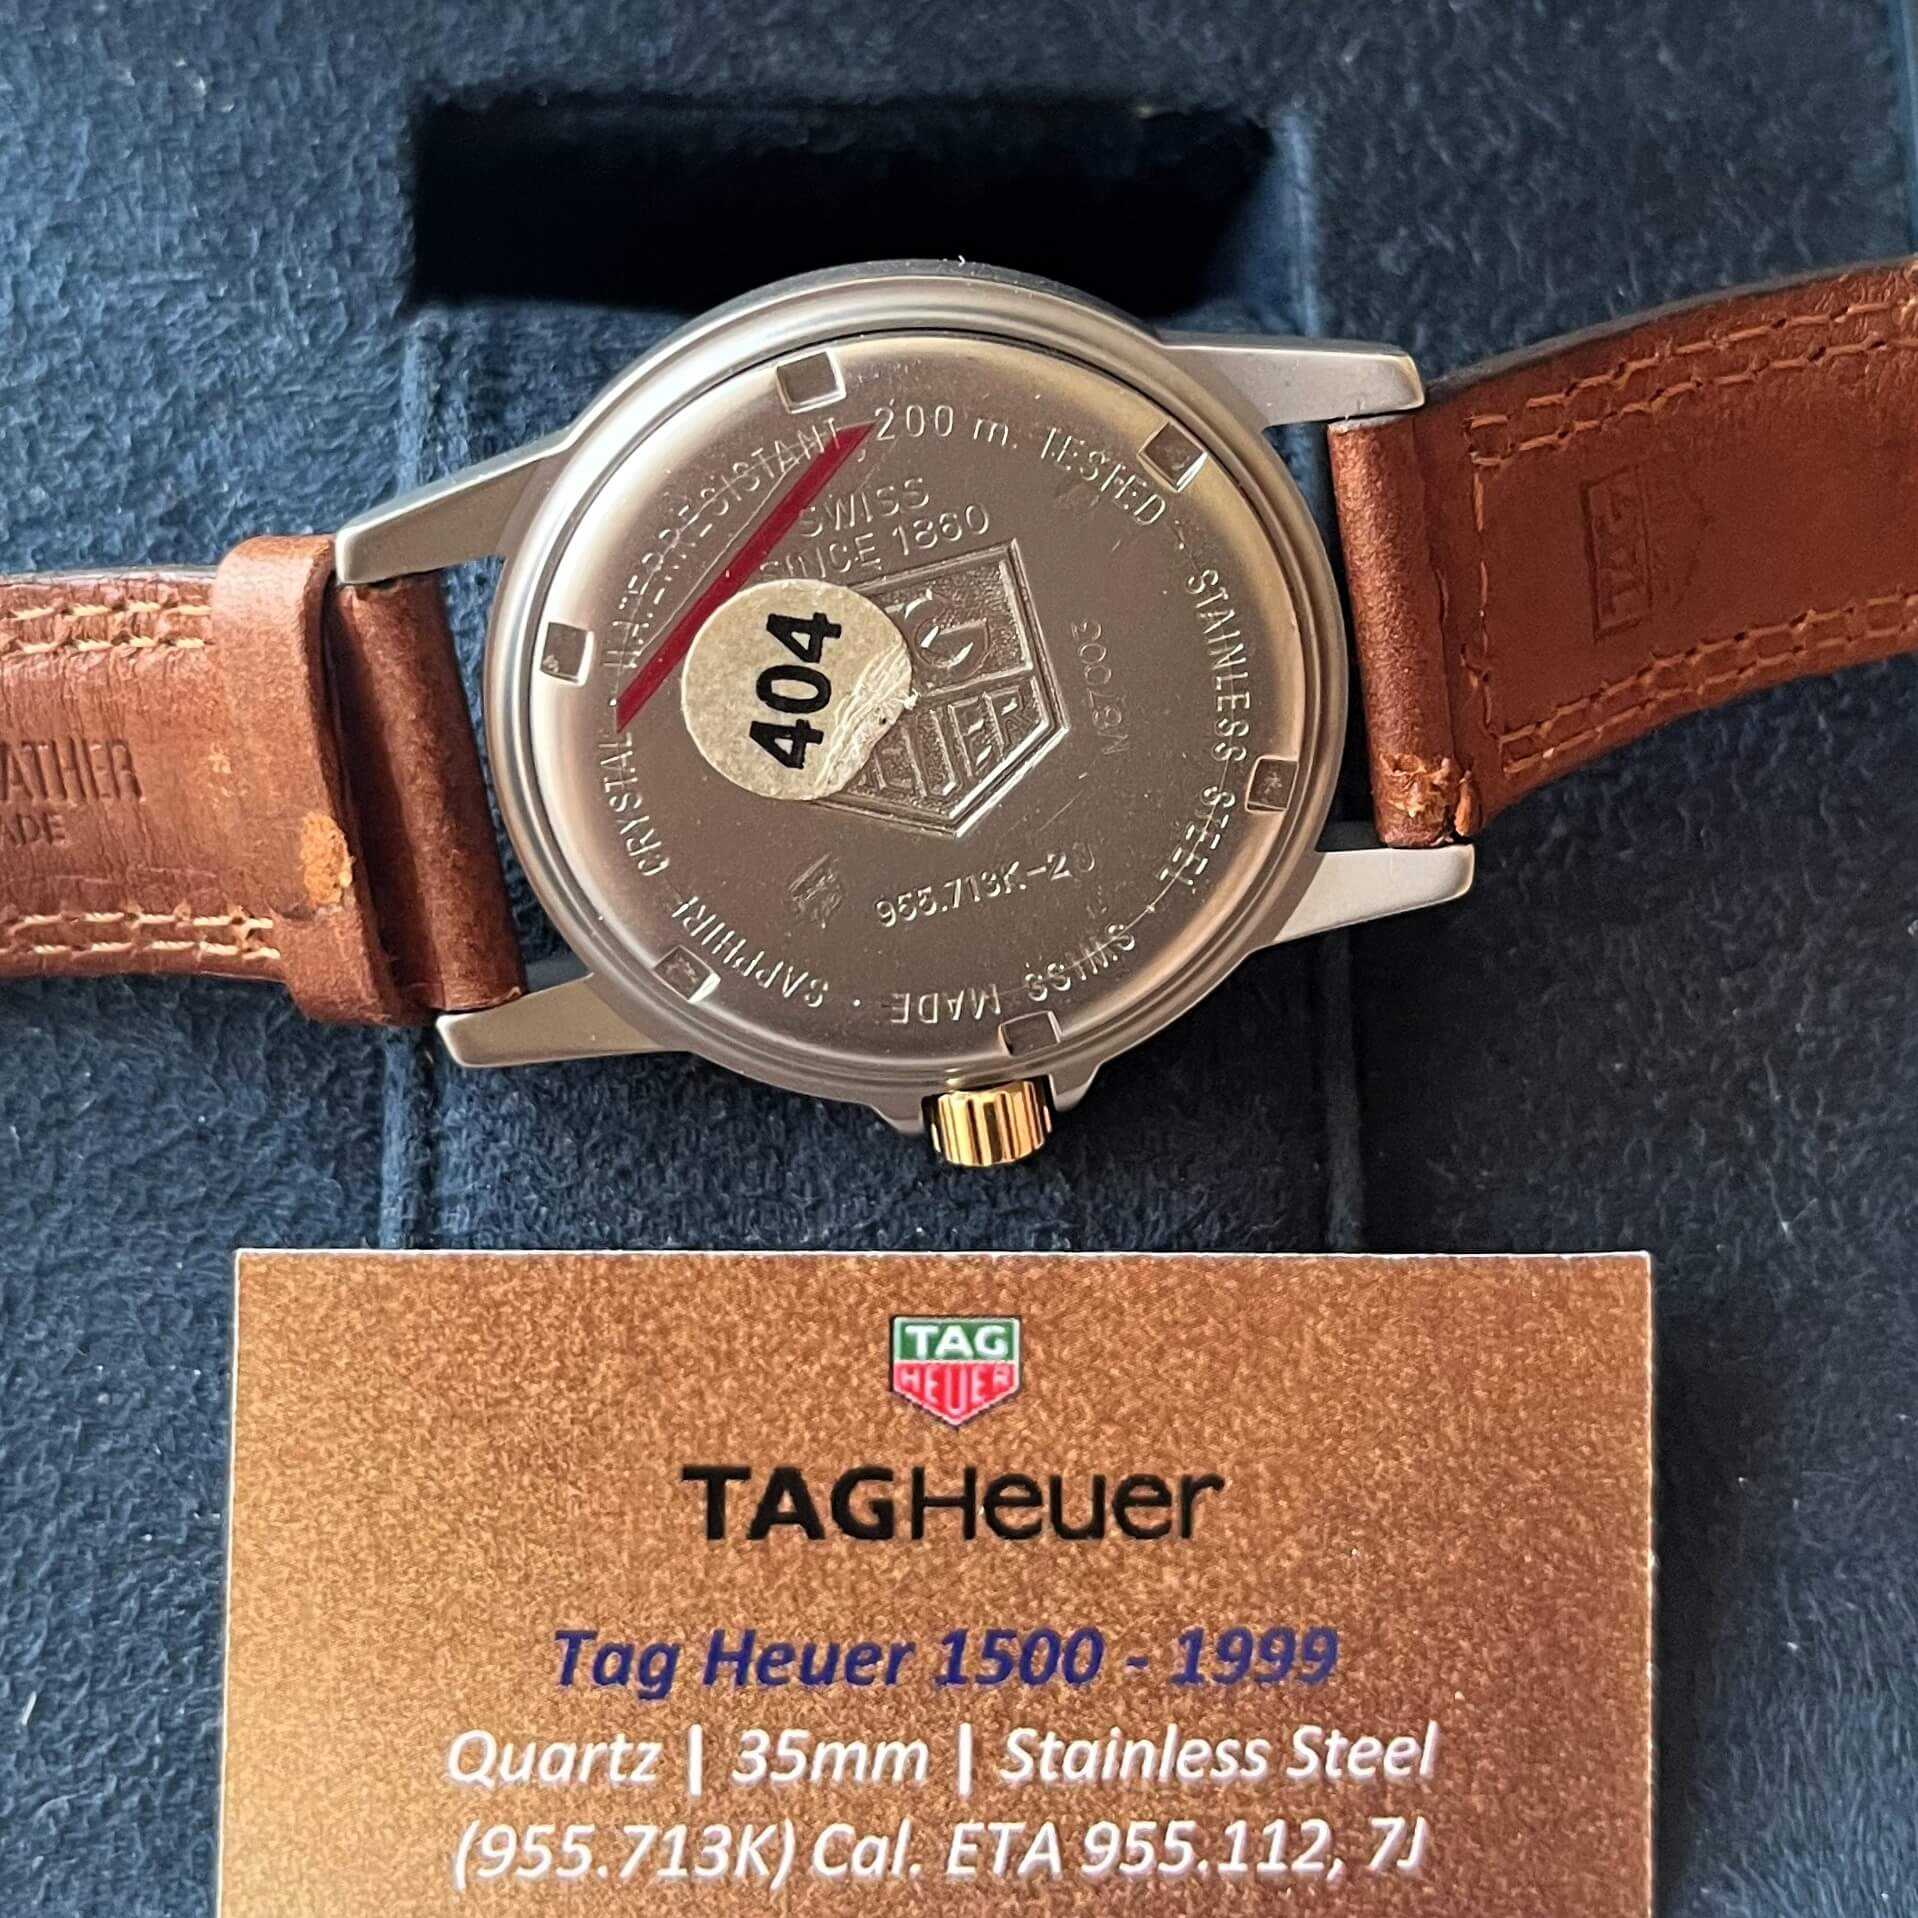 WATERRESISTANT 200 m. TESTED - STAINLESS STEEL . SWISS MADE . SAPPHIRE CRYSTAL .
SWISS
SINCE 1860
HEUER
404
955.713K-20
TAG
TAG
HEUER
TAGHeuer
Tag Heuer 1500 - 1999
Quartz | 35mm | Stainless Steel
(955.713K) Cal. ETA 955.112, 7J